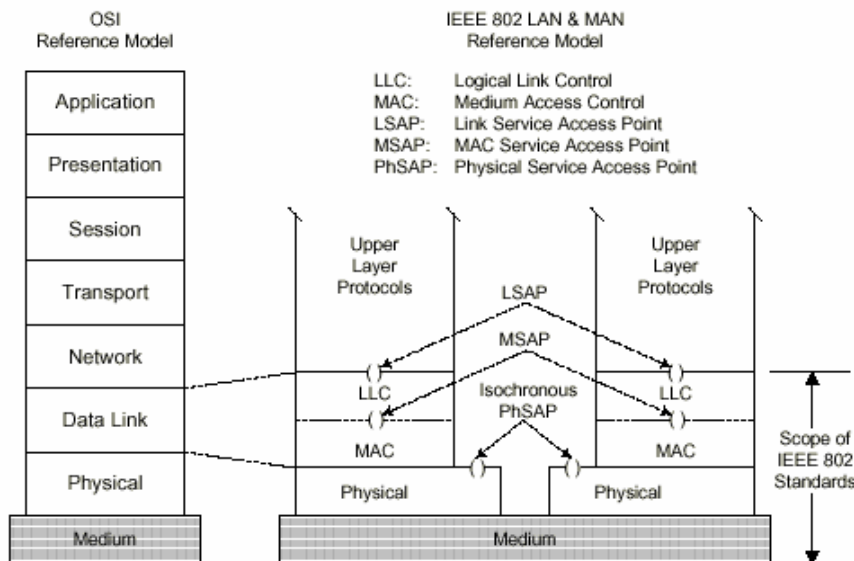 OSI
Reference Model
IEEE 802 LAN & MAN
Reference Model
LLC: Logical Link Control
MAC: Medium Access Control
LSAP: Link Service Access Point
MSAP: MAC Service Access Point
PhSAP: Physical Service Access Point
Application
Presentation
Session
Transport
Network
Data Link
Physical
Medium
Upper
Layer
Protocols
LSAP
MSAP
Isochronous
PhSAP
Upper
Layer
Protocols
LLC
LLC
MAC
MAC
Physical
Physical
Medium
Scope of
IEEE 802
Standards